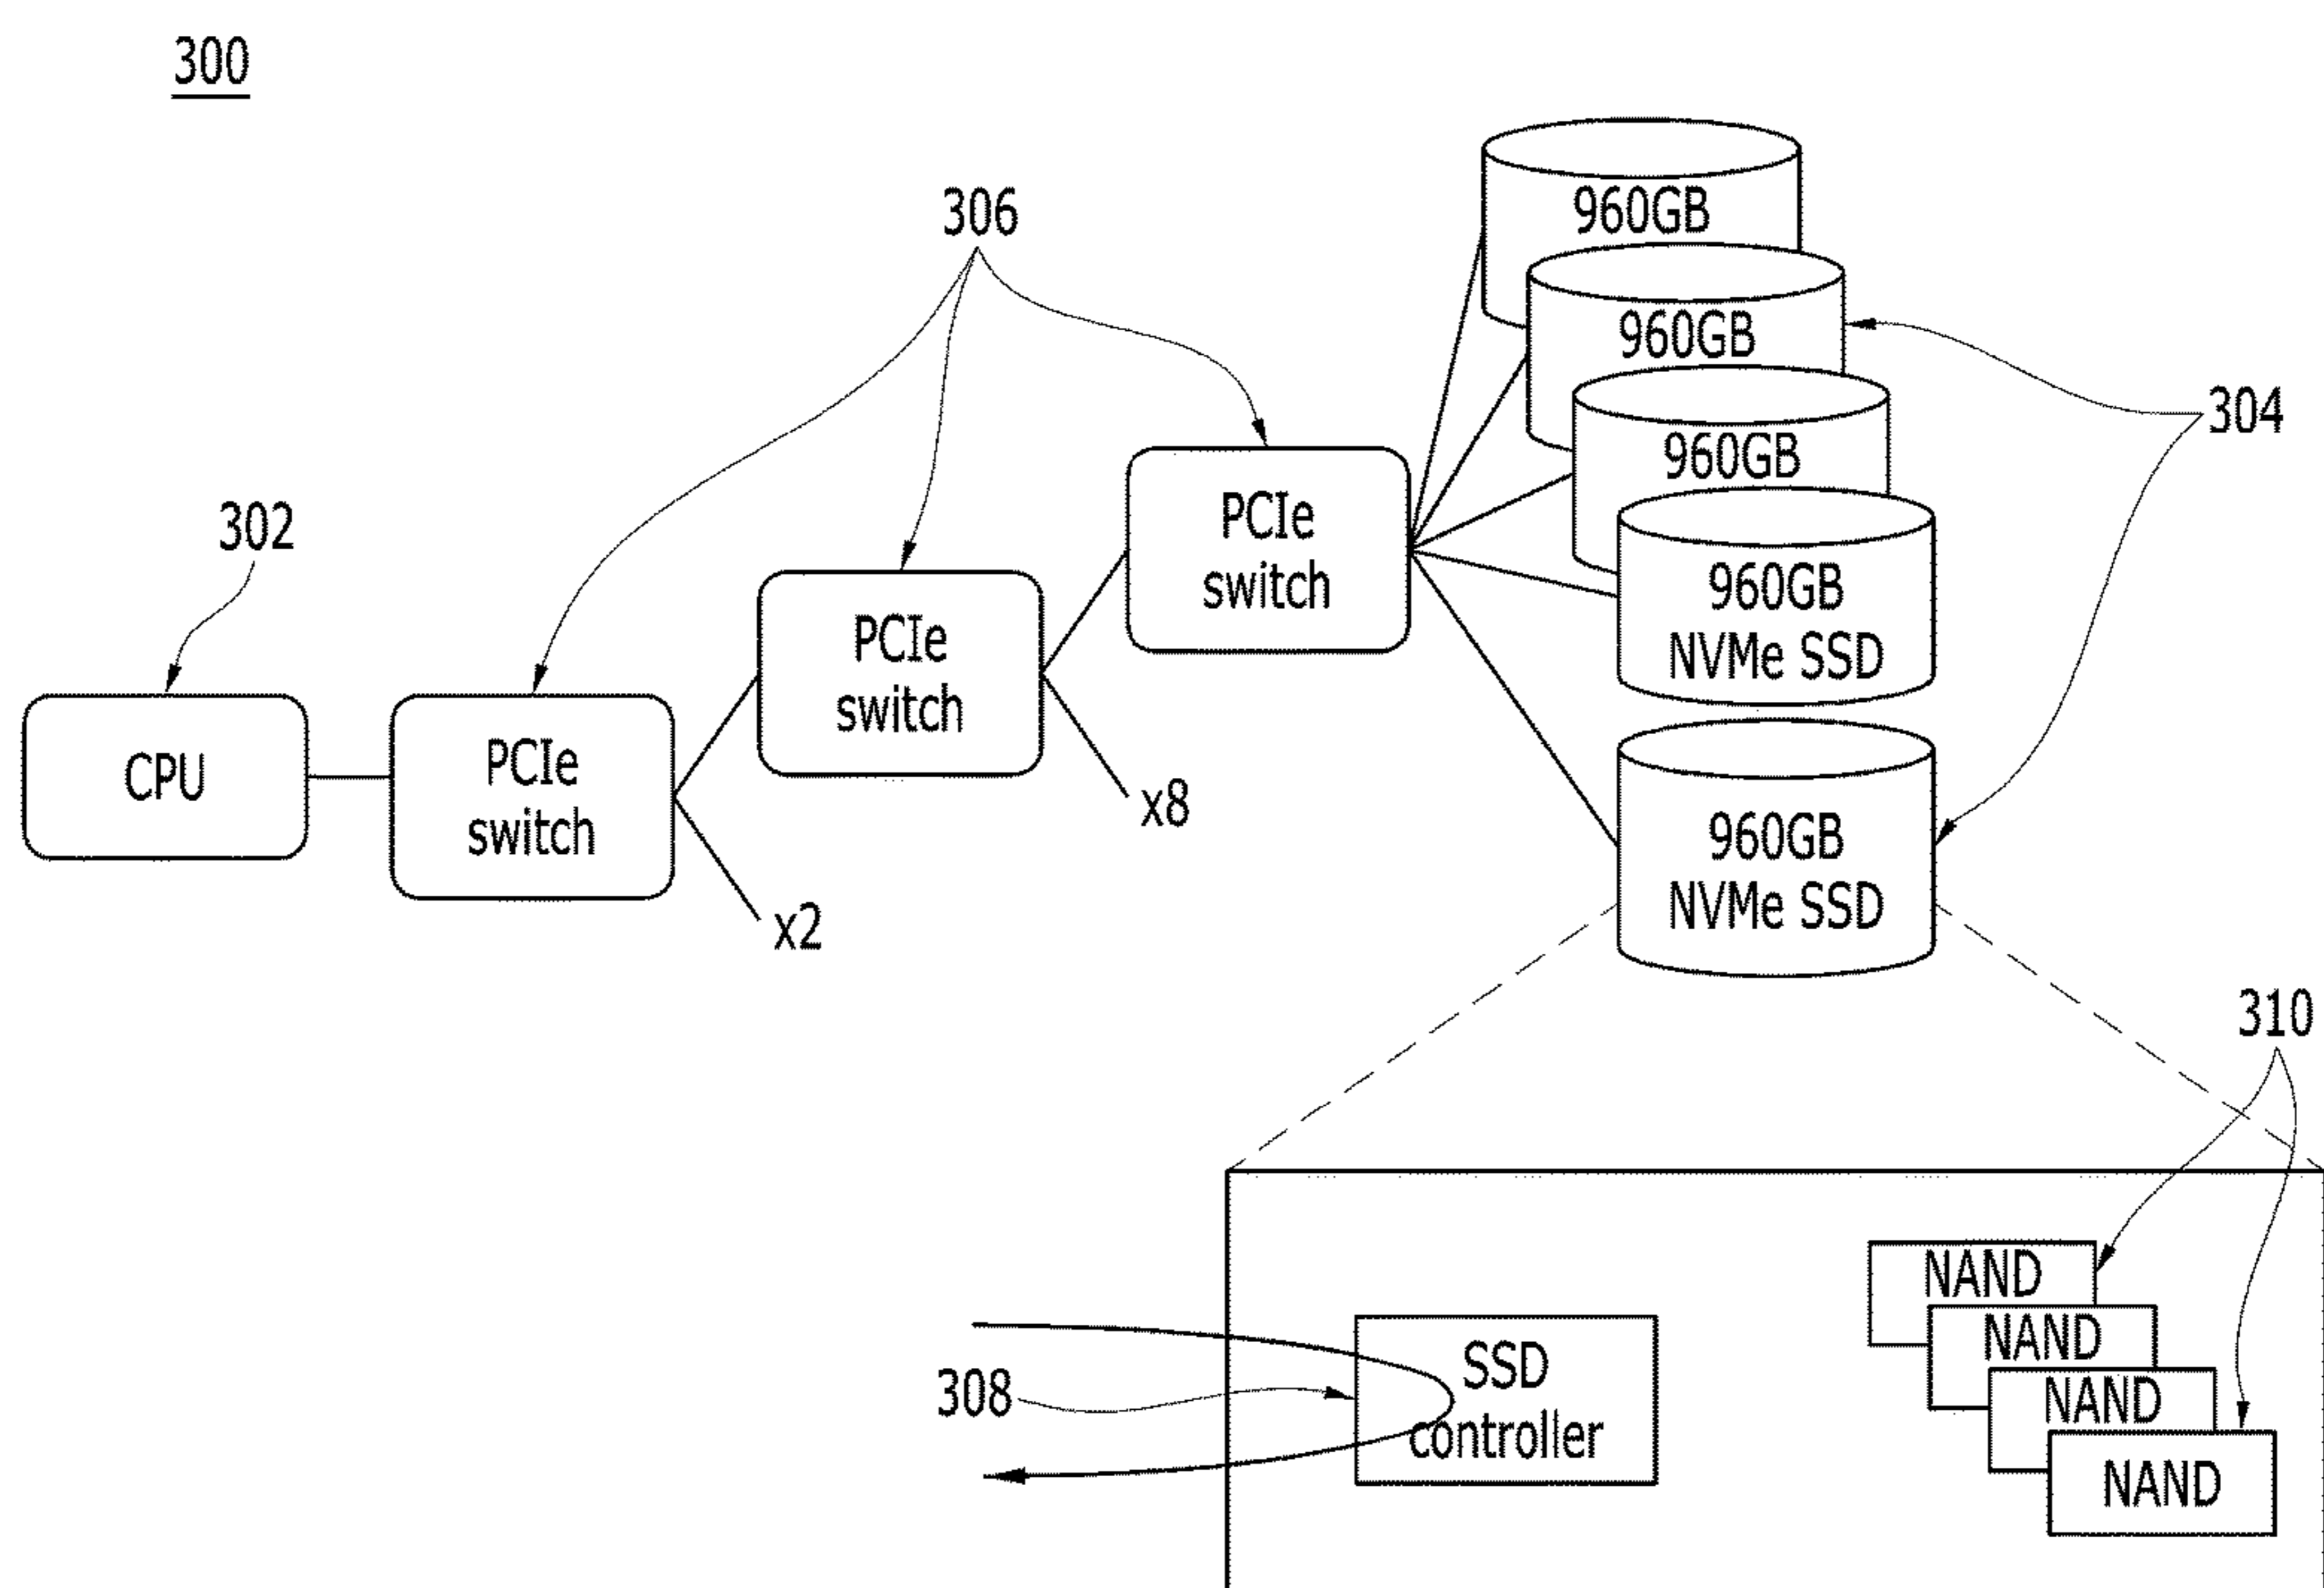 300
306
960GB
960GB
304
960GB
302
PCIe
switch
960GB
NVMe SSD
PCIe
switch
CPU
PCIe
switch
x8
x2
960GB
NVMe SSD
310
308
SSD
controller
NAND
NAND
NAND
NAND